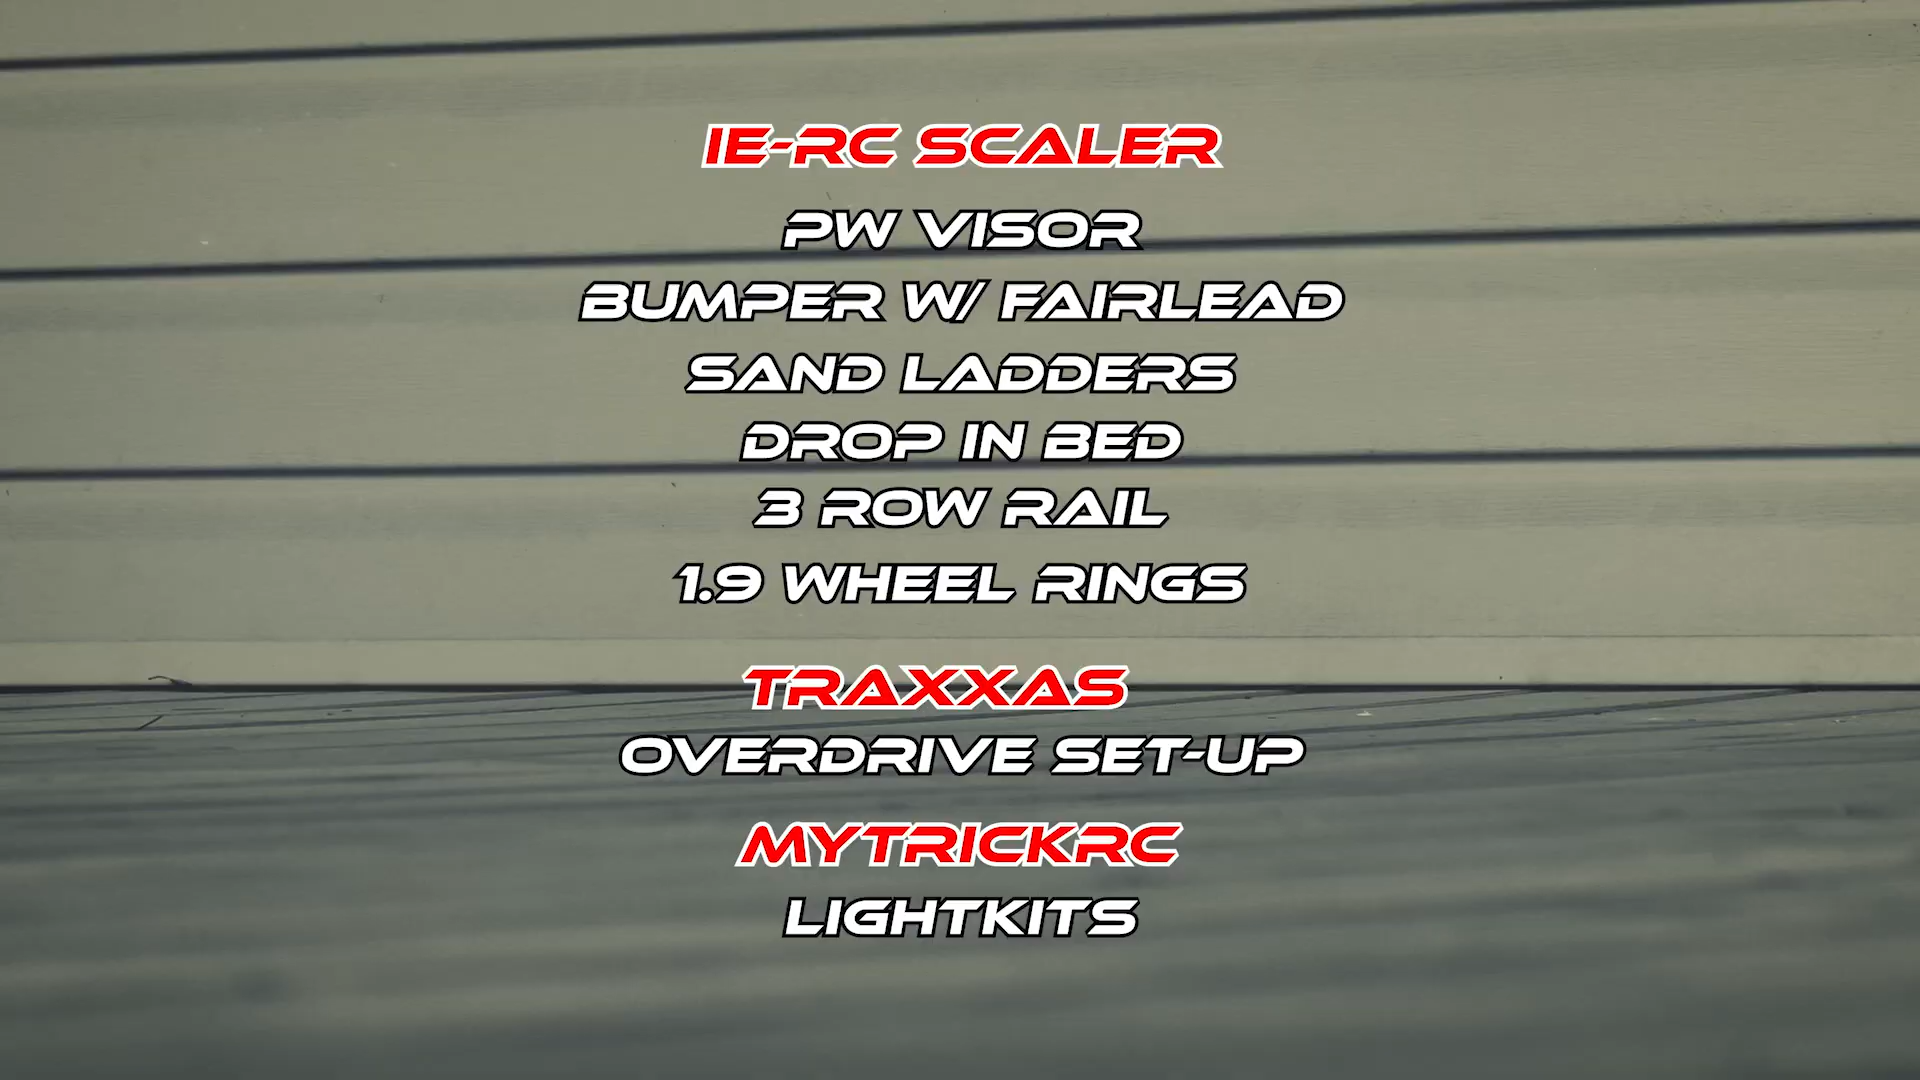 IE-RC SCALER
PW VISOR
BUMPER W/ FAIRLEAD
SAND LADDERS
DROP IN BED
3 ROW RAIL
1.9 WHEEL RINGS
TRAXXAS
OVERDRIVE SET-UP
MYTRICKRC
LIGHTKITS